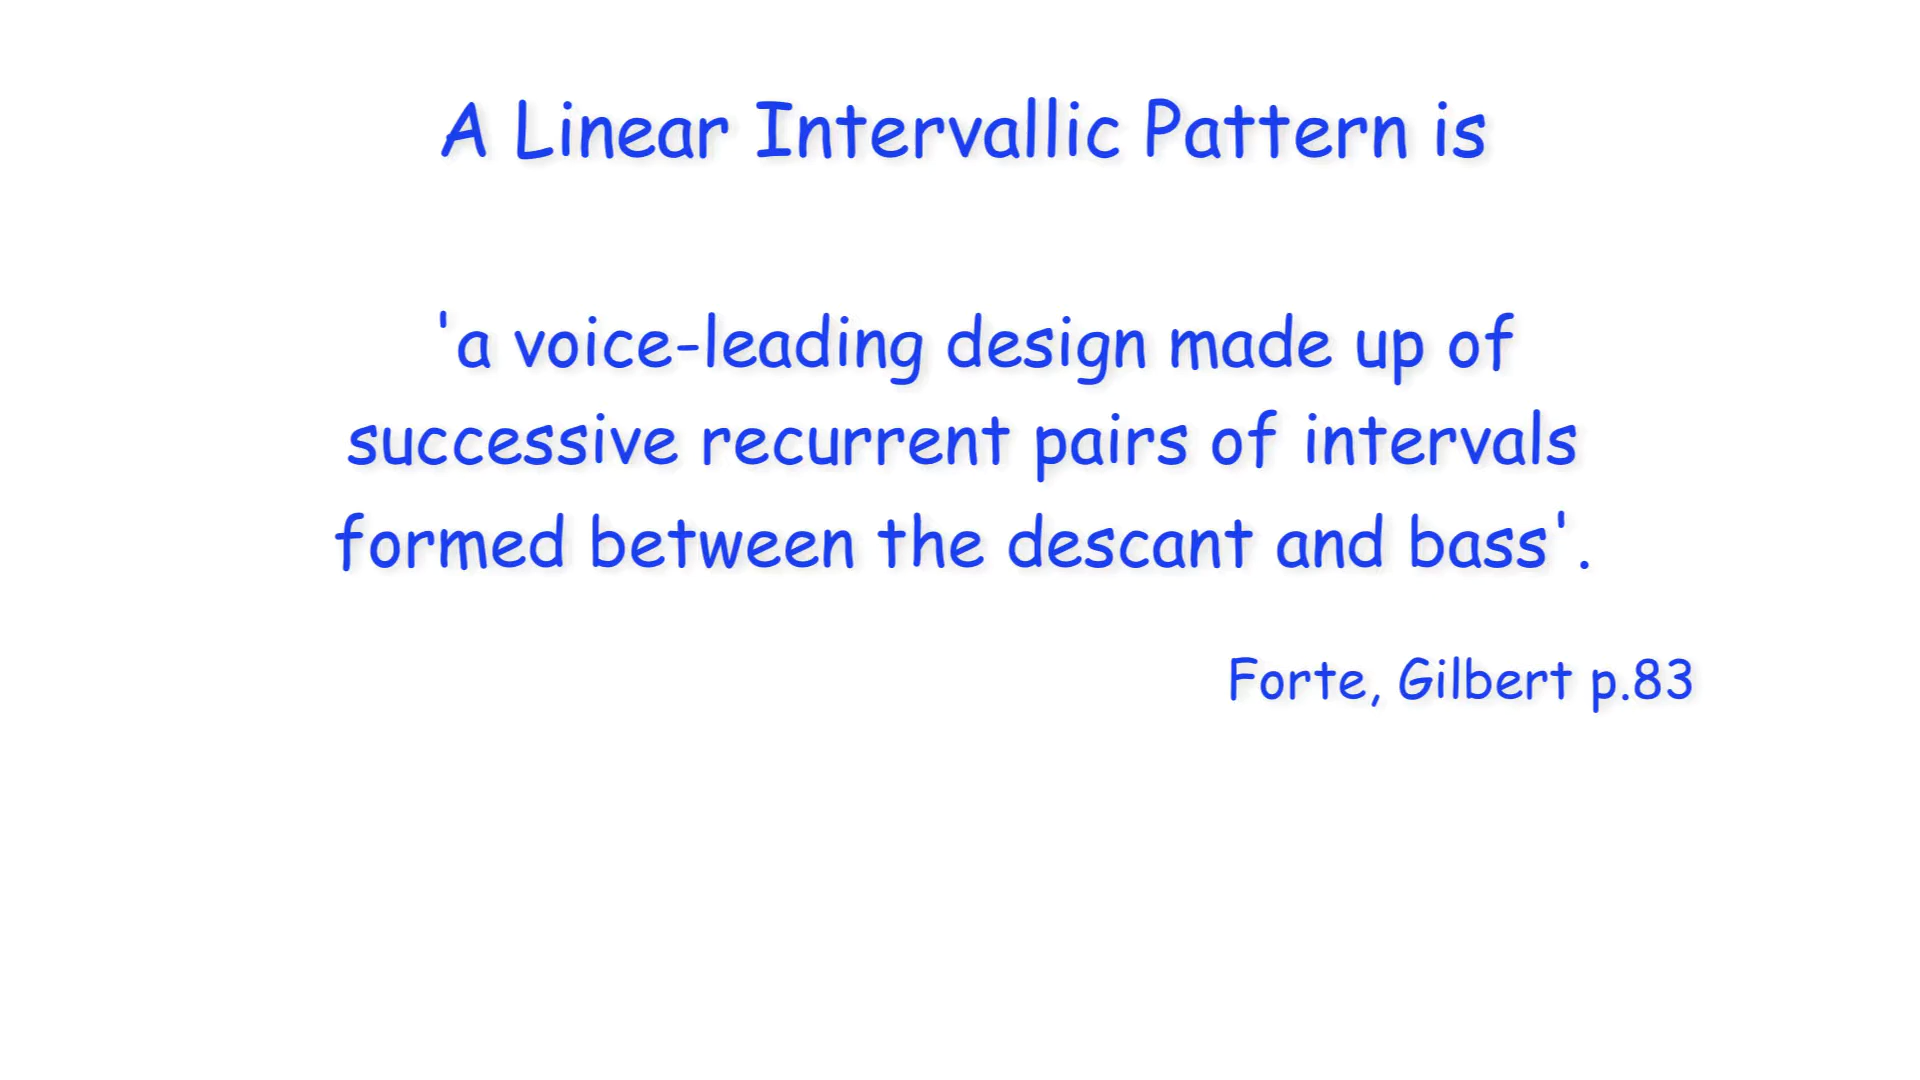 A Linear Intervallic Pattern is
'a voice-leading design made up of
successive recurrent pairs of intervals
formed between the descant and bass'.
Forte, Gilbert p.83